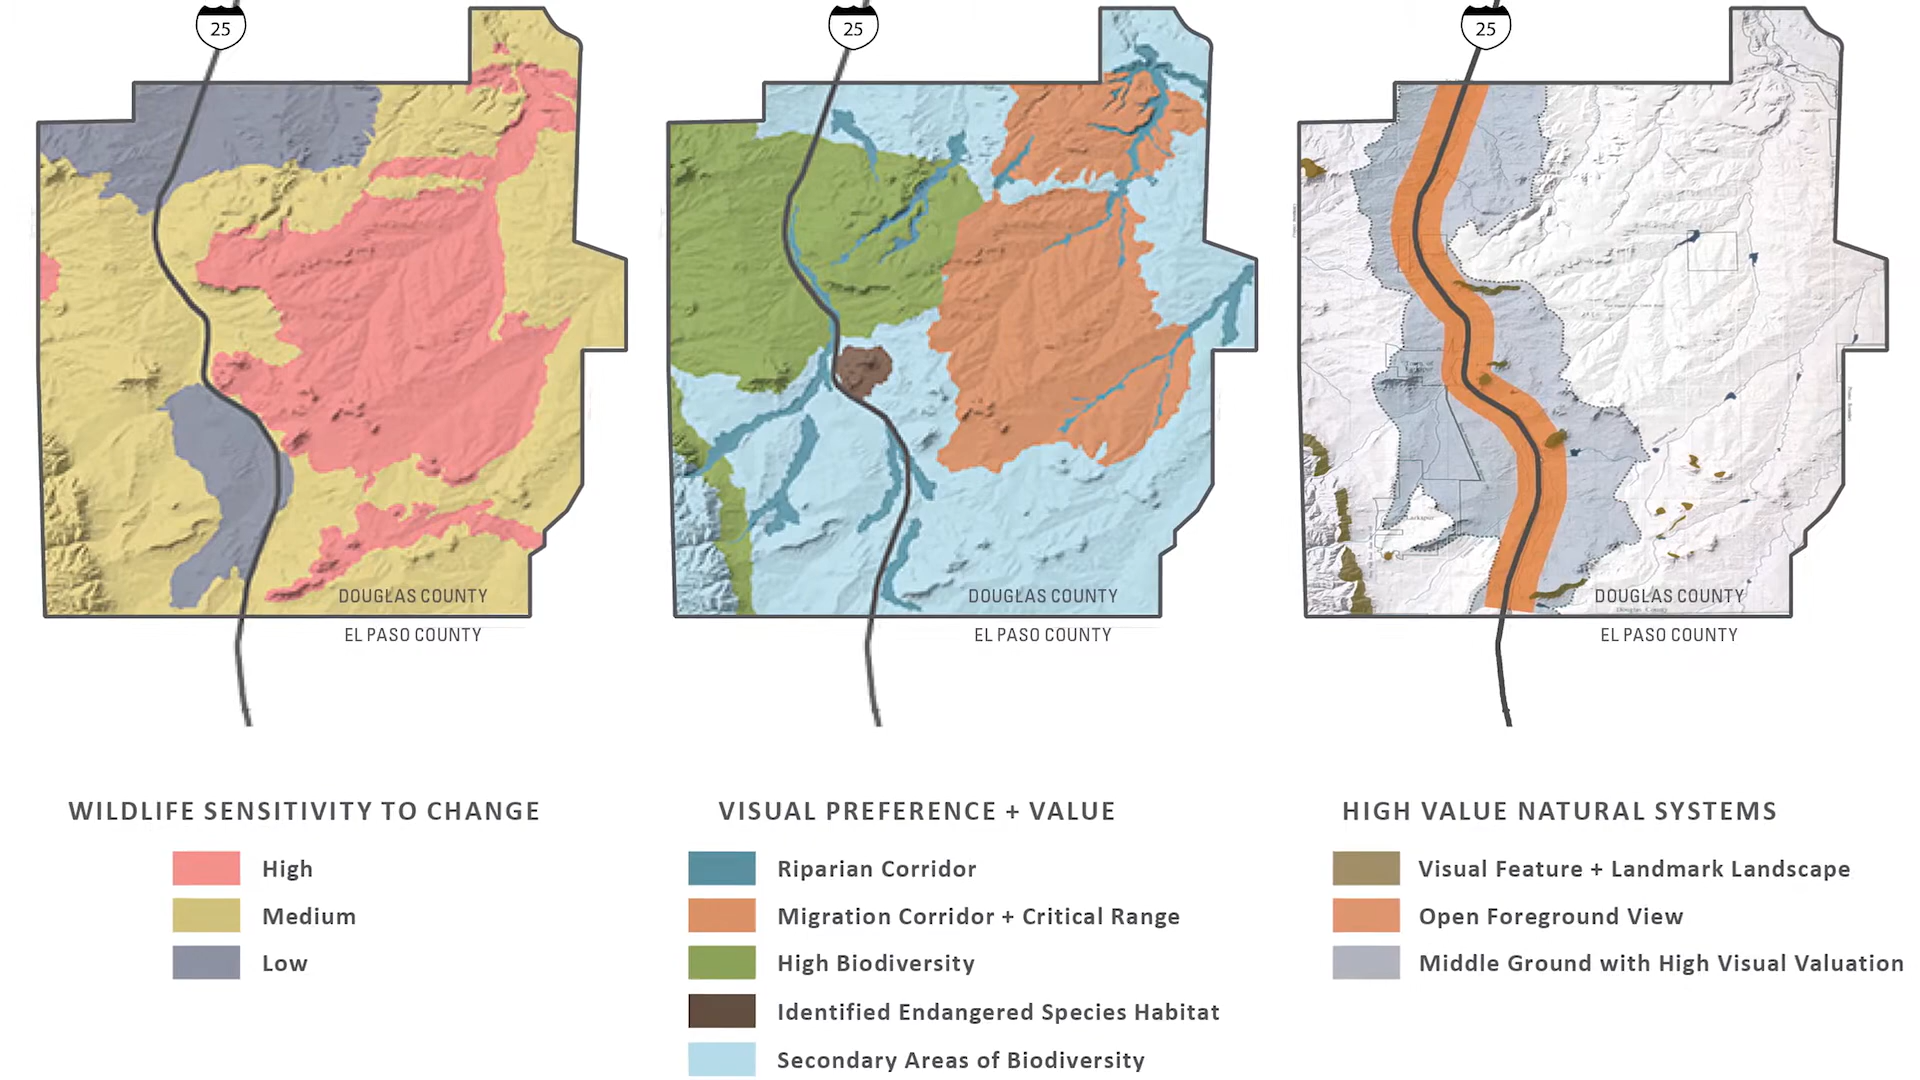 25
25
25
DOUGLAS COUNTY
EL PASO COUNTY
DOUGLAS COUNTY
EL PASO COUNTY
Larkspur
DOUGLAS COUNTY
Douglas County
EL PASO COUNTY
WILDLIFE SENSITIVITY TO CHANGE
High
Medium
Low
VISUAL PREFERENCE + VALUE
Riparian Corridor
Migration Corridor + Critical Range
High Biodiversity
Identified Endangered Species Habitat
Secondary Areas of Biodiversity
HIGH VALUE NATURAL SYSTEMS
Visual Feature + Landmark Landscape
Open Foreground View
Middle Ground with High Visual Valuation